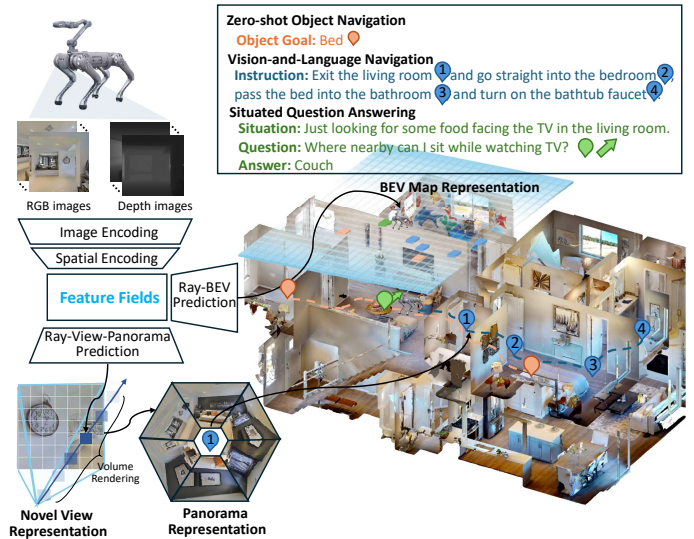 Zero-shot Object Navigation
Object Goal: Bed
Vision-and-Language Navigation
Instruction: Exit the living room 1 and go straight into the bedroom 2,
pass the bed into the bathroom 3 and turn on the bathtub faucet 4.
Situated Question Answering
Situation: Just looking for some food facing the TV in the living room.
Question: Where nearby can I sit while watching TV?
Answer: Couch
RGB images
Depth images
Image Encoding
Spatial Encoding
Feature Fields
Ray-BEV
Prediction
Ray-View-Panorama
Prediction
BEV Map Representation
1
2
3
4
Volume
Rendering
1
Novel View
Representation
Panorama
Representation